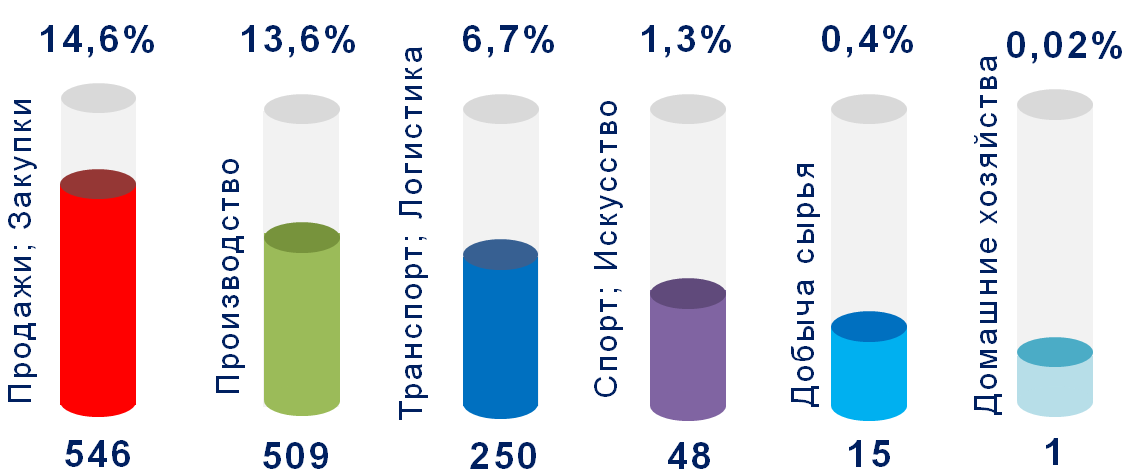 14,6%
Продажи; Закупки
546
13,6%
Производство
509
6,7%
Транспорт; Логистика
250
1,3%
Спорт; Искусство
48
0,4%
Добыча сырья
15
0,02%
Домашние хозяйства
1